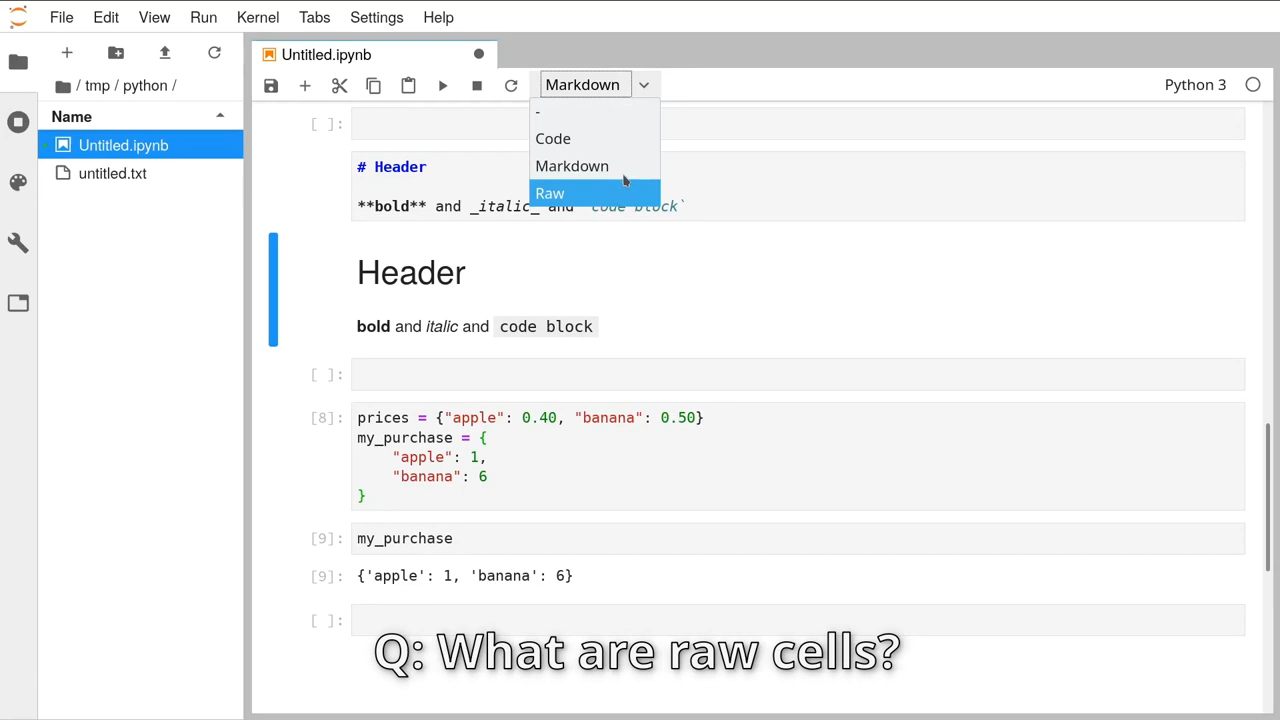 File Edit View Run Kernel Tabs Settings Help
Untitled.ipynb
/ tmp / python /
Markdown
Python 3
Name
Untitled.ipynb
untitled.txt
-
Code
Markdown
Raw
[ ]:
# Header
**bold** and _italic_ and `code block`
Header
bold and italic and code block
[ ]:
[8]: prices = {"apple": 0.40, "banana": 0.50}
my_purchase = {
"apple": 1,
"banana": 6
}
[9]: my_purchase
[9]: {'apple': 1, 'banana': 6}
[ ]:
Q: What are raw cells?